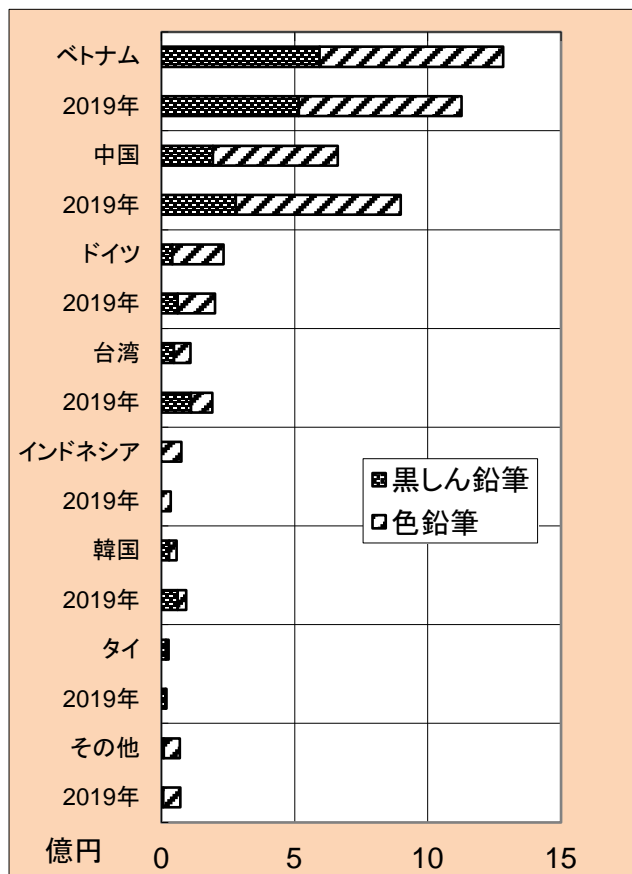 ベトナム
2019年
中国
2019年
ドイツ
2019年
台湾
2019年
インドネシア
2019年
韓国
2019年
タイ
2019年
その他
2019年
黒しん鉛筆
色鉛筆
億円 0 5 10 15